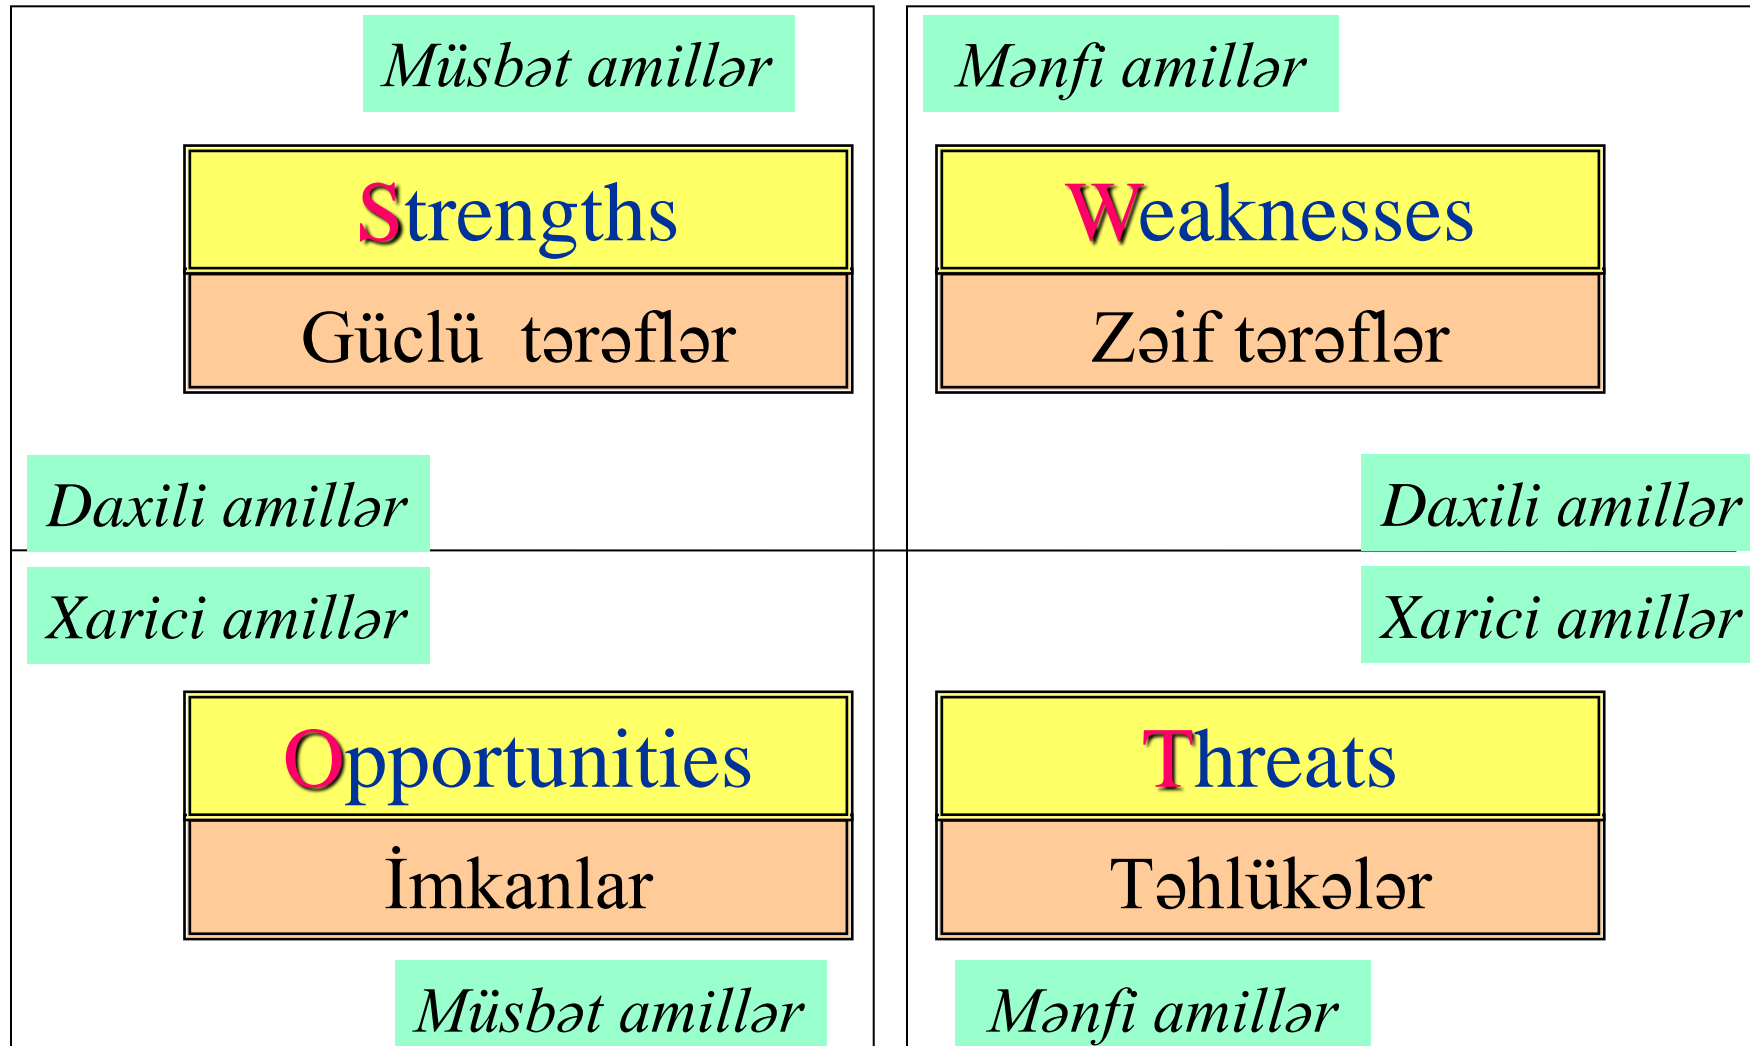 Müsbət amillər
Mənfi amillər
Strengths
Weaknesses
Güclü tərəflər
Zəif tərəflər
Daxili amillər
Daxili amillər
Xarici amillər
Xarici amillər
Opportunities
Threats
İmkanlar
Təhlükələr
Müsbət amillər
Mənfi amillər